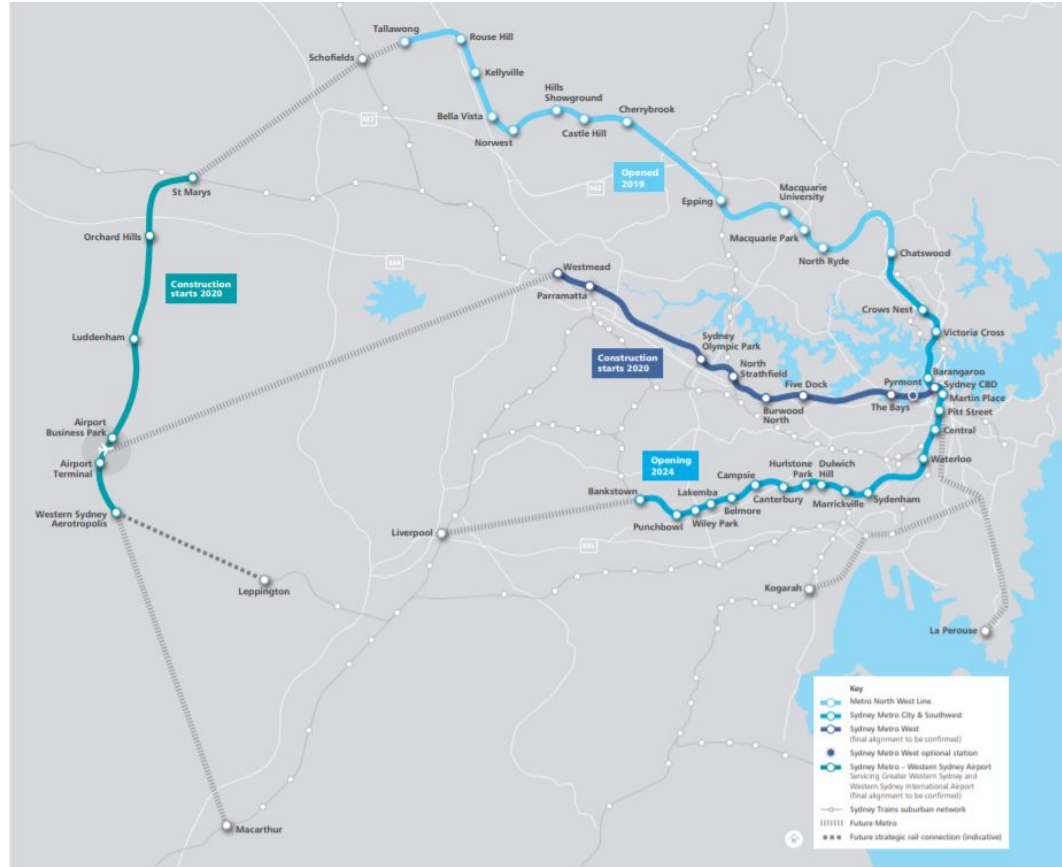 Tallawong
Rouse Hill
Schofields
Kellyville
Hills
Showground
Cherrybrook
Bella Vista
Castle Hill
Norwest
M7
Opened
2019
M2
St Marys
Epping
Macquarie
University
Macquarie Park
North Ryde
Chatswood
Orchard Hills
M4
Westmead
Parramatta
Construction
starts 2020
Crows Nest
Victoria Cross
Luddenham
Sydney
Olympic Park
Construction
starts 2020
North
Strathfield
Five Dock
Pyrmont
Barangaroo
Sydney CBD
Martin Place
Burwood
North
The Bays
Pitt Street
Central
Airport
Business Park
Airport
Terminal
Opening
2024
Waterloo
Bankstown
Lakemba
Campsie
Hurlstone
Park
Dulwich
Hill
Punchbowl
Wiley Park
Belmore
Canterbury
Marrickville
Sydenham
Western Sydney
Aerotropolis
Liverpool
M5
Leppington
Kogarah
La Perouse
Macarthur
Key
Metro North West Line
Sydney Metro City & Southwest
Sydney Metro West
(final alignment to be confirmed)
Sydney Metro West optional station
Sydney Metro – Western Sydney Airport
Servicing Greater Western Sydney and
Western Sydney International Airport
(final alignment to be confirmed)
Sydney Trains suburban network
Future Metro
Future strategic rail connection (indicative)